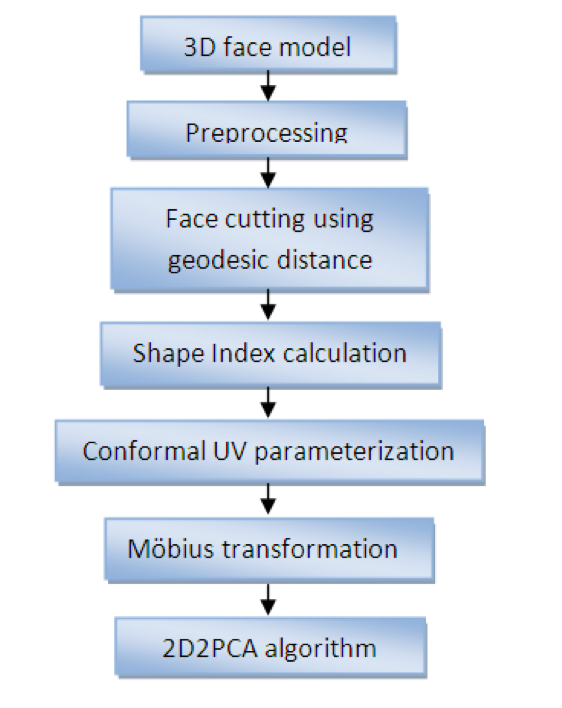 3D face model
Preprocessing
Face cutting using
geodesic distance
Shape Index calculation
Conformal UV parameterization
Möbius transformation
2D2PCA algorithm